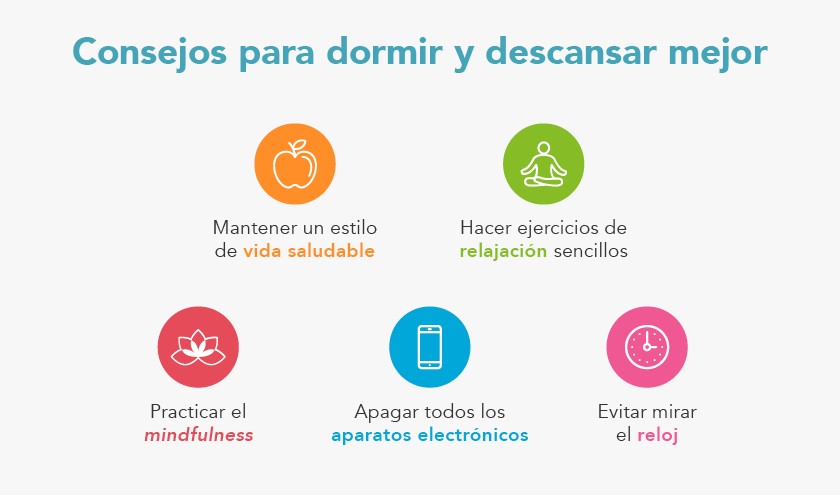 Consejos para dormir y descansar mejor
Mantener un estilo
de vida saludable
Hacer ejercicios de
relajación sencillos
Practicar el
mindfulness
Apagar todos los
aparatos electrónicos
Evitar mirar
el reloj